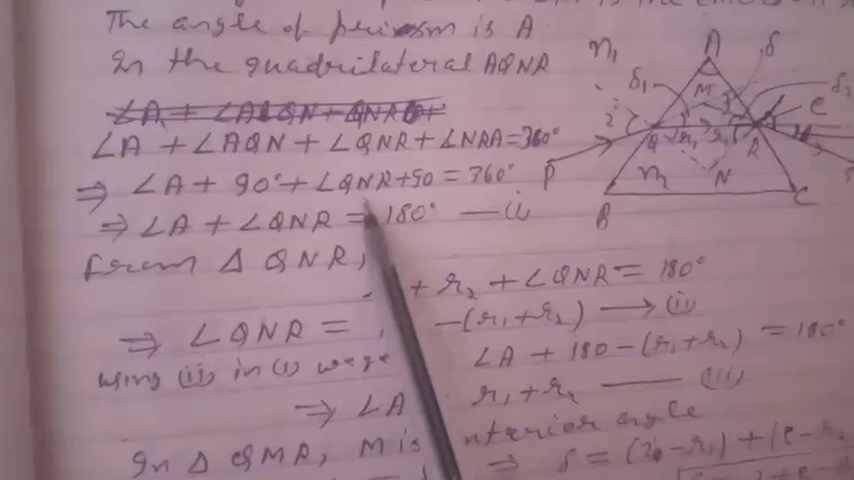 The angle of prism is A
In the quadrilateral AQNR
∠A + ∠AQN + ∠QNR + ∠NRA = 360°
⇒ ∠A + 90° + ∠QNR + 90 = 360°
⇒ ∠A + ∠QNR = 180° — (i
From Δ QNR,
+ r₂ + ∠QNR = 180°
⇒ ∠QNR = − (r₁ + r₂) → (ii)
using (ii) in (i) we ge
∠A + 180 − (r₁ + r₂) = 180°
⇒ ∠A r₁ + r₂ — (iii)
In Δ QMR, M is nterior angle
⇒ δ = (i − r₁) + (e − r₂
n₁
A
δ
δ₁
M
δ₂
i
e
Q
r₁
r₂
R
P
n₂
N
S
B
C